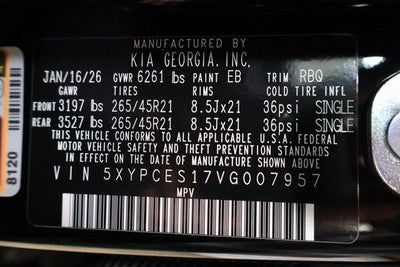 MANUFACTURED BY
KIA GEORGIA, INC.
JAN/16/26 GVWR 6261 lbs PAINT EB TRIM RBQ
GAWR TIRES RIMS COLD TIRE INFL
FRONT 3197 lbs 265/45R21 8.5Jx21 36psi SINGLE
REAR 3527 lbs 265/45R21 8.5Jx21 36psi SINGLE
THIS VEHICLE CONFORMS TO ALL APPLICABLE U.S.A FEDERAL
MOTOR VEHICLE SAFETY AND THEFT PREVENTION STANDARDS
IN EFFECT ON THE DATE OF MANUFACTURE SHOWN ABOVE
VIN 5XYPCES17VG007957
MPV
8120